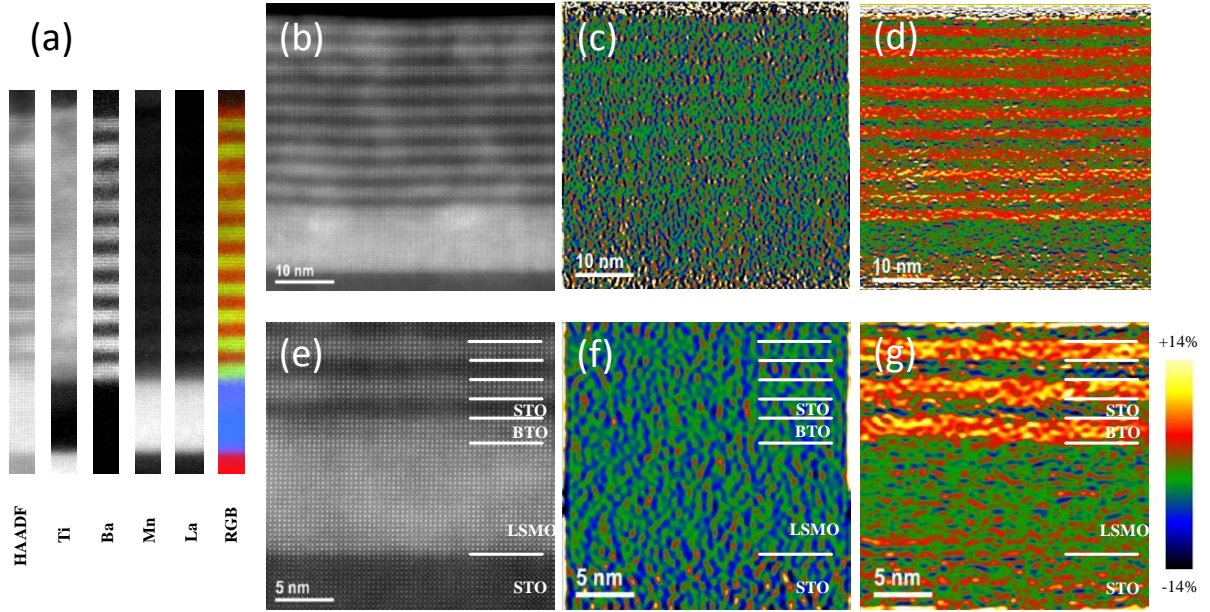 (a)
(b)
(c)
(d)
10 nm
10 nm
10 nm
HAADF
Ti
Ba
Mn
La
RGB
(e)
(f)
(g)
STO
BTO
LSMO
STO
5 nm
STO
BTO
LSMO
STO
5 nm
STO
BTO
LSMO
STO
5 nm
+14%
-14%